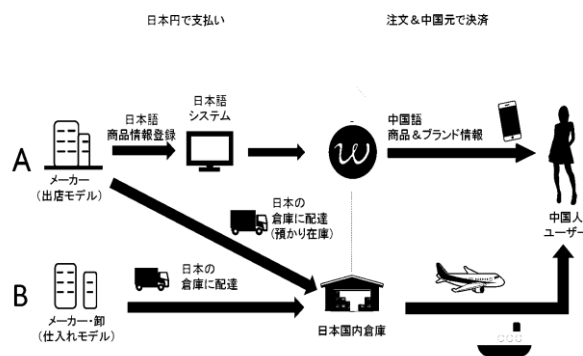 日本円で支払い
注文＆中国元で決済
日本語
商品情報登録
日本語
システム
w
中国語
商品＆ブランド情報
A
メーカー
（出店モデル）
日本の
倉庫に配達
（預かり在庫）
中国人
ユーザー
B
日本の
倉庫に配達
メーカー・卸
（仕入れモデル）
日本国内倉庫